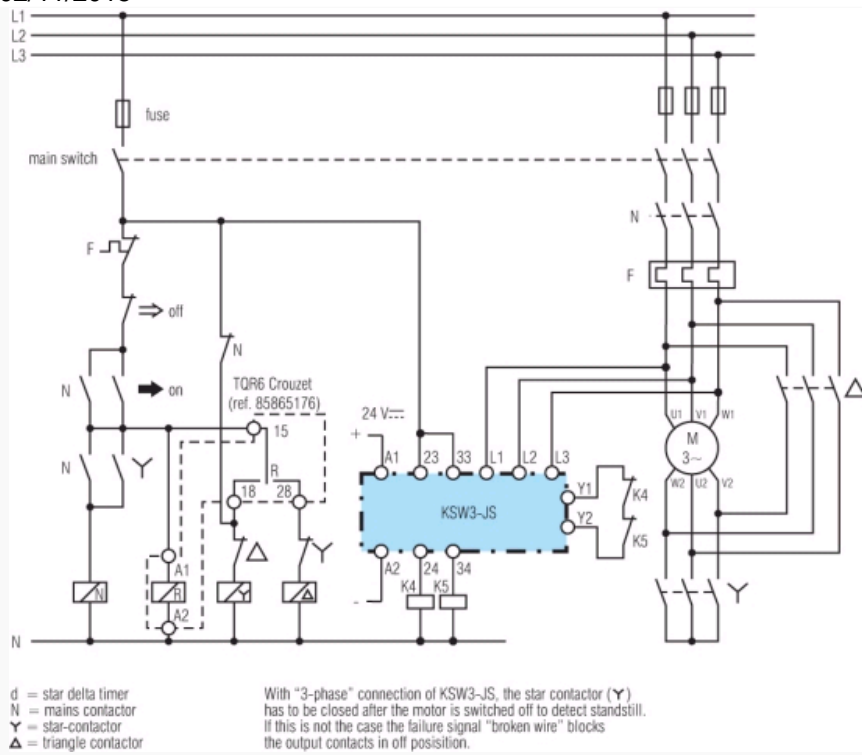 L1
L2
L3
fuse
main switch
N
F
F
off
N
N
on
TQR6 Crouzet
(ref. 85865176)
15
24 V
+
A1
23
33
L1
L2
L3
U1
V1
W1
M
3~
W2
U2
V2
N
R
18
28
Y1
Y2
K4
K5
KSW3-JS
A1
A2
N
R
Y
Δ
A2
24
34
K4
K5
-
N
d = star delta timer
N = mains contactor
Y = star-contactor
Δ = triangle contactor
With "3-phase" connection of KSW3-JS, the star contactor (Y)
has to be closed after the motor is switched off to detect standstill.
If this is not the case the failure signal "broken wire" blocks
the output contacts in off posisition.